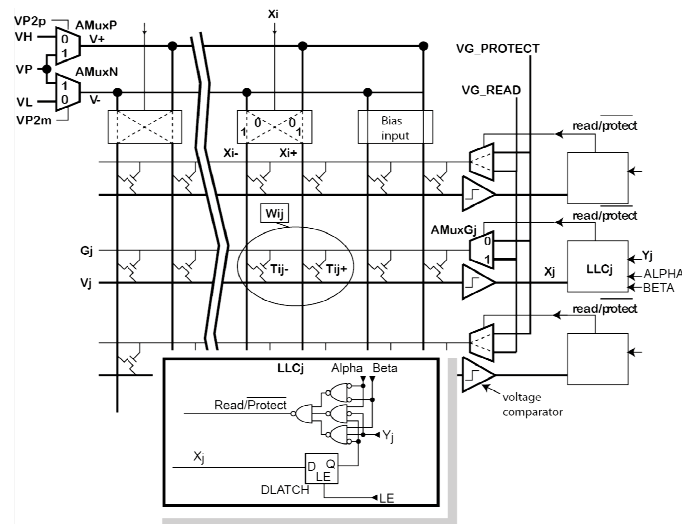 VP2p
AMuxP
Xi
VH
0
V+
1
VP
AMuxN
VG_PROTECT
1
VL
0
V-
VG_READ
VP2m
1 0 0 1
Bias input
read/protect
Xi-
Xi+
read/protect
Wij
AMuxGj
0
Gj
1
Yj
Xj
LLCj
ALPHA
Tij-
Tij+
BETA
Vj
read/protect
LLCj
Alpha
Beta
Read/Protect
voltage comparator
Yj
Xj
D Q
LE
DLATCH
LE